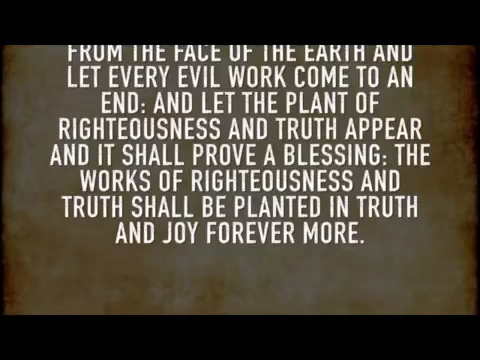 FROM THE FACE OF THE EARTH AND
LET EVERY EVIL WORK COME TO AN
END: AND LET THE PLANT OF
RIGHTEOUSNESS AND TRUTH APPEAR
AND IT SHALL PROVE A BLESSING: THE
WORKS OF RIGHTEOUSNESS AND
TRUTH SHALL BE PLANTED IN TRUTH
AND JOY FOREVER MORE.